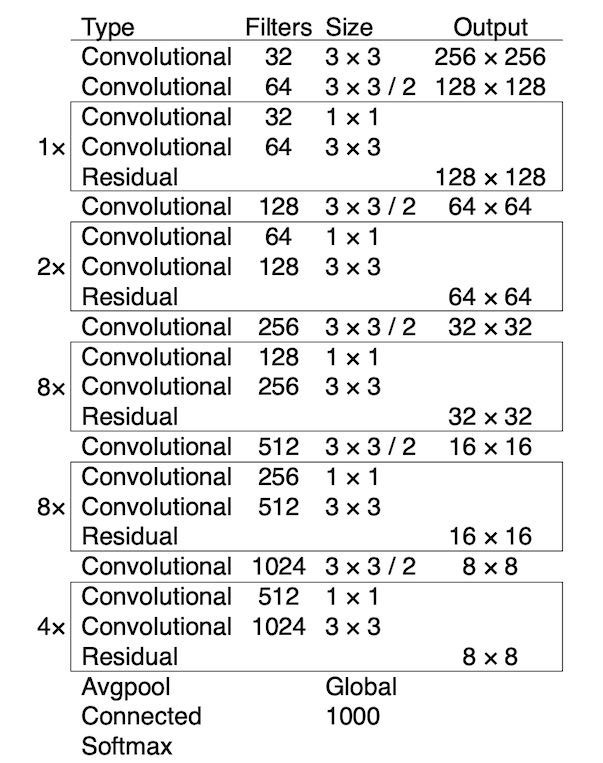 Type Filters Size Output
Convolutional 32 3 × 3 256 × 256
Convolutional 64 3 × 3 / 2 128 × 128
Convolutional 32 1 × 1
1× Convolutional 64 3 × 3
Residual 128 × 128
Convolutional 128 3 × 3 / 2 64 × 64
Convolutional 64 1 × 1
2× Convolutional 128 3 × 3
Residual 64 × 64
Convolutional 256 3 × 3 / 2 32 × 32
Convolutional 128 1 × 1
8× Convolutional 256 3 × 3
Residual 32 × 32
Convolutional 512 3 × 3 / 2 16 × 16
Convolutional 256 1 × 1
8× Convolutional 512 3 × 3
Residual 16 × 16
Convolutional 1024 3 × 3 / 2 8 × 8
Convolutional 512 1 × 1
4× Convolutional 1024 3 × 3
Residual 8 × 8
Avgpool Global
Connected 1000
Softmax